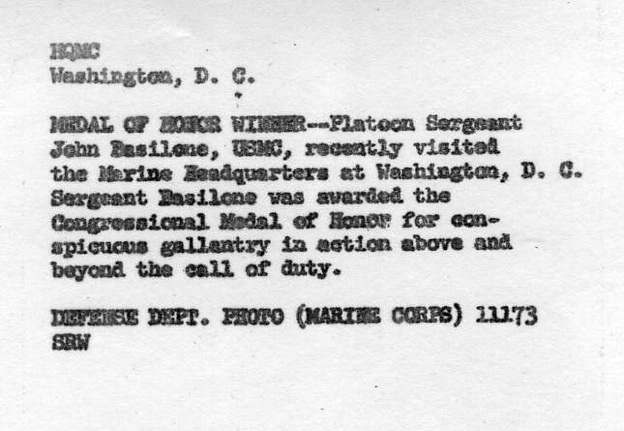 HQMC
Washington, D. C.
MEDAL OF HONOR WINNER--Platoon Sergeant
John Basilone, USMC, recently visited
the Marine Headquarters at Washington, D. C.
Sergeant Basilone was awarded the
Congressional Medal of Honor for con-
spicuous gallantry in action above and
beyond the call of duty.
DEFENSE DEPT. PHOTO (MARINE CORPS) 11173
SRW